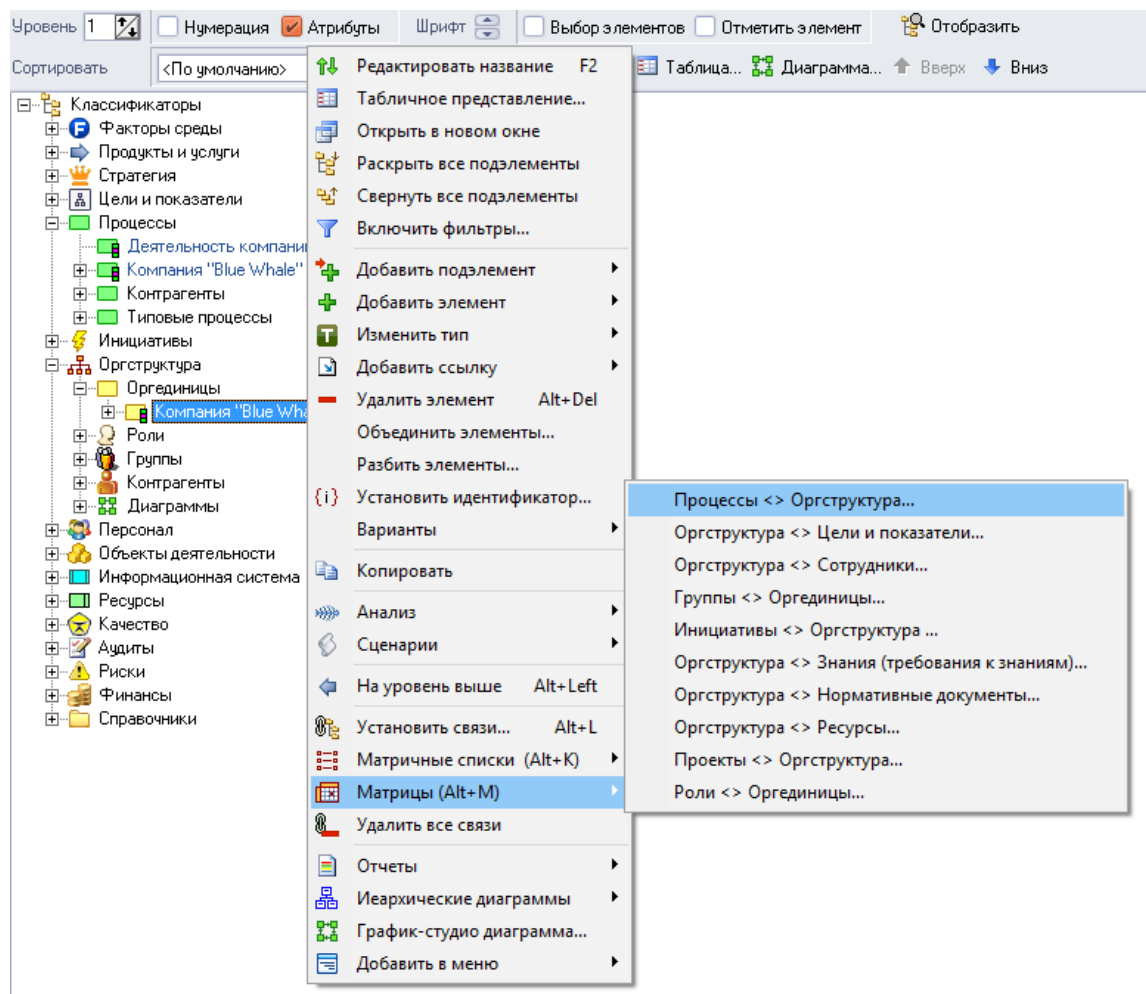 Уровень 1 Нумерация Атрибуты Шрифт Выбор элементов Отметить элемент Отобразить
Сортировать <По умолчанию> Таблица... Диаграмма... Вверх Вниз
Классификаторы
F Факторы среды
Продукты и услуги
Стратегия
Цели и показатели
Процессы
Деятельность компании
Компания "Blue Whale"
Контрагенты
Типовые процессы
Инициативы
Оргструктура
Оргединицы
Компания "Blue Wha
Роли
Группы
Контрагенты
Диаграммы
Персонал
Объекты деятельности
Информационная система
Ресурсы
Качество
Аудиты
Риски
Финансы
Справочники
Редактировать название F2
Табличное представление...
Открыть в новом окне
Раскрыть все подэлементы
Свернуть все подэлементы
Включить фильтры...
Добавить подэлемент
Добавить элемент
T Изменить тип
Добавить ссылку
Удалить элемент Alt+Del
Объединить элементы...
Разбить элементы...
{i} Установить идентификатор...
Варианты
Копировать
Анализ
Сценарии
На уровень выше Alt+Left
Установить связи... Alt+L
Матричные списки (Alt+K)
Матрицы (Alt+M)
Удалить все связи
Отчеты
Иеархические диаграммы
График-студио диаграмма...
Добавить в меню
Процессы <> Оргструктура...
Оргструктура <> Цели и показатели...
Оргструктура <> Сотрудники...
Группы <> Оргединицы...
Инициативы <> Оргструктура ...
Оргструктура <> Знания (требования к знаниям)...
Оргструктура <> Нормативные документы...
Оргструктура <> Ресурсы...
Проекты <> Оргструктура...
Роли <> Оргединицы...